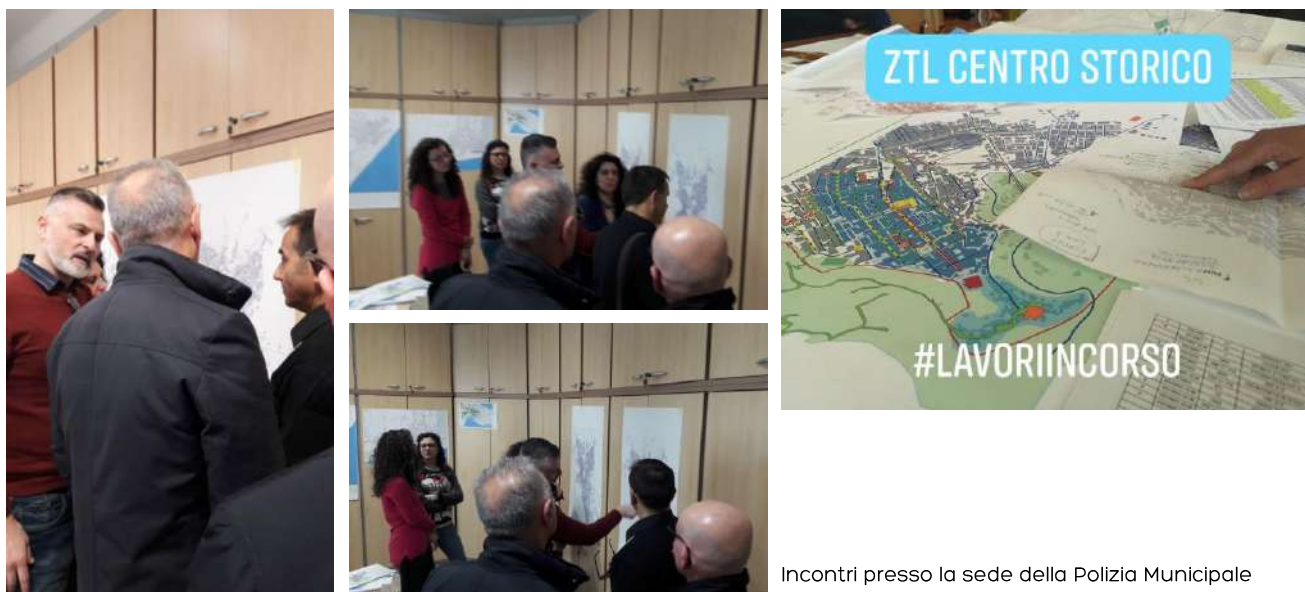 ZTL CENTRO STORICO
#LAVORIINCORSO
Incontri presso la sede della Polizia Municipale